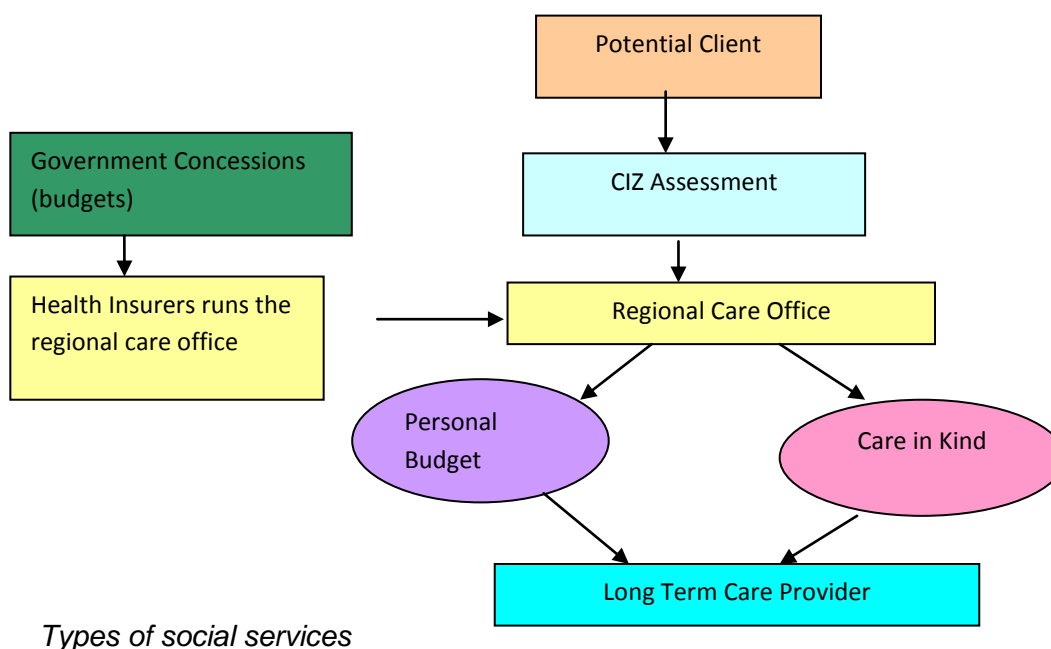 Potential Client
Government Concessions
(budgets)
CIZ Assessment
Health Insurers runs the
regional care office
Regional Care Office
Personal
Budget
Care in Kind
Long Term Care Provider
Types of social services